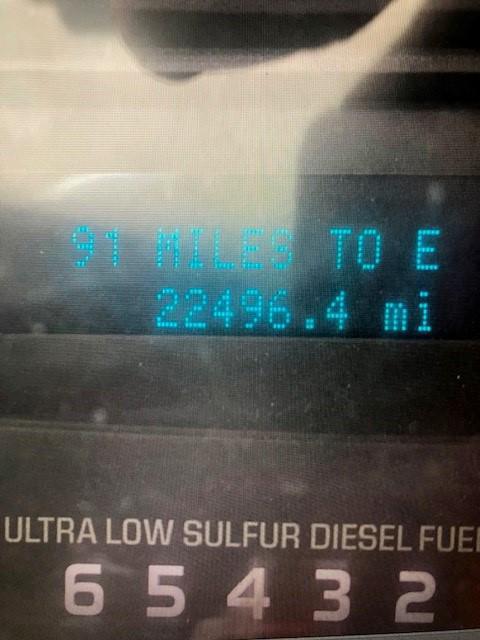 91 MILES TO E
22496.4 mi
ULTRA LOW SULFUR DIESEL FUE
6 5 4 3 2